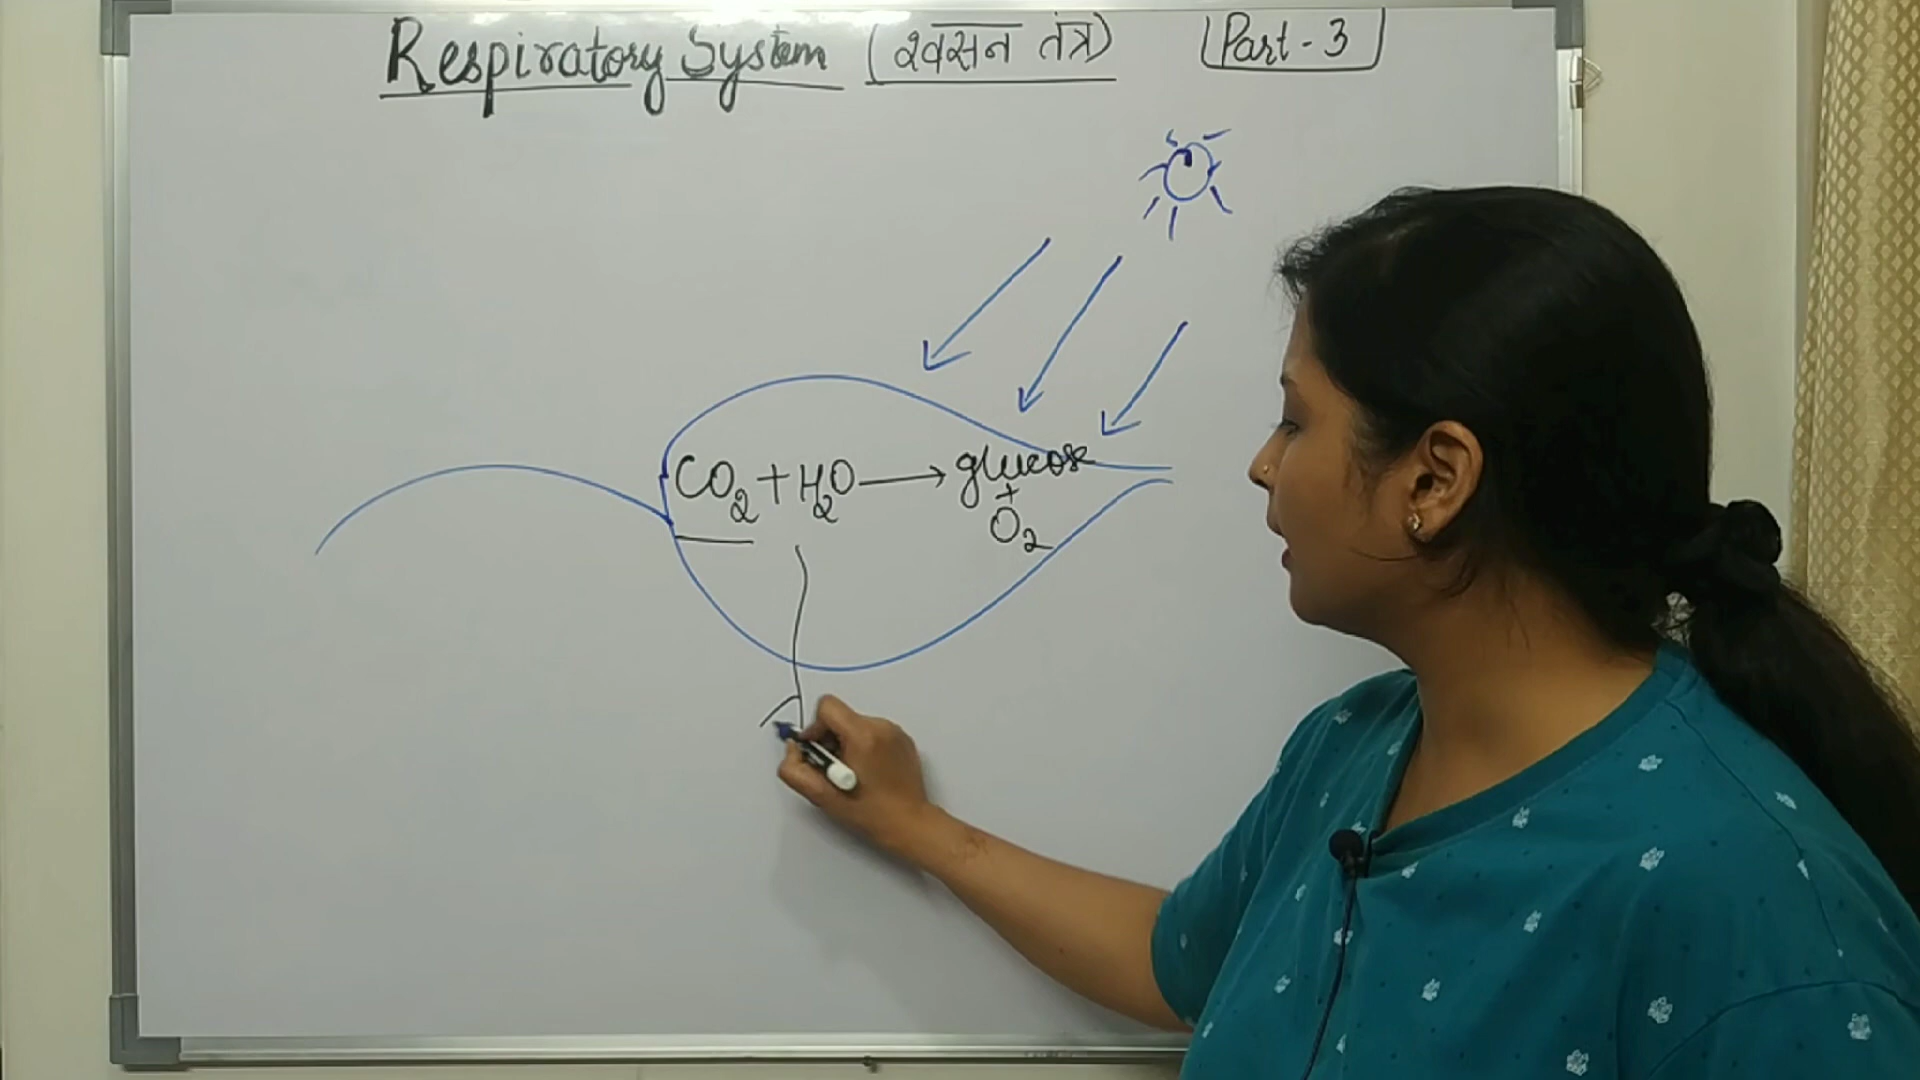 Respiratory System (श्वसन तंत्र) Part - 3
CO2 + H2O → glucose
+
O2